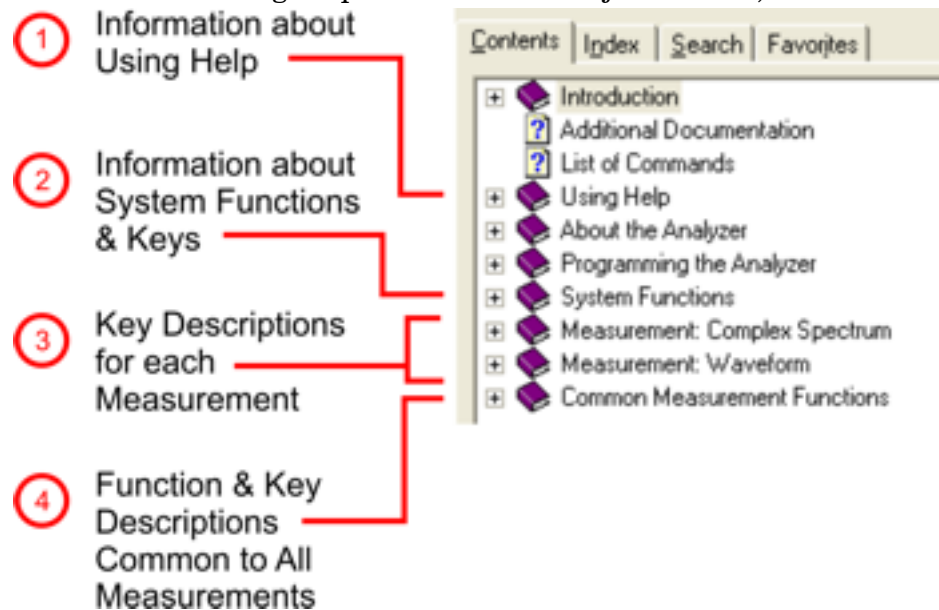 1
Information about
Using Help
2
Information about
System Functions
& Keys
3
Key Descriptions
for each
Measurement
4
Function & Key
Descriptions
Common to All
Measurements
Contents Index Search Favorites
Introduction
Additional Documentation
List of Commands
Using Help
About the Analyzer
Programming the Analyzer
System Functions
Measurement: Complex Spectrum
Measurement: Waveform
Common Measurement Functions